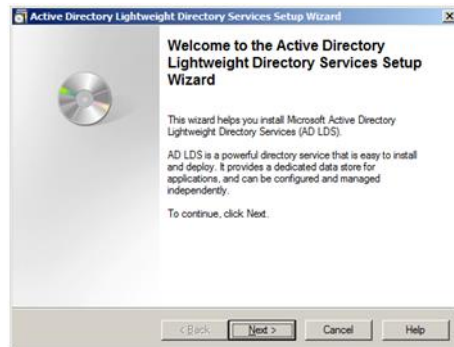 Active Directory Lightweight Directory Services Setup Wizard
Welcome to the Active Directory
Lightweight Directory Services Setup
Wizard
This wizard helps you install Microsoft Active Directory
Lightweight Directory Services (AD LDS).
AD LDS is a powerful directory service that is easy to install
and deploy. It provides a dedicated data store for
applications, and can be configured and managed
independently.
To continue, click Next.
< Back
Next >
Cancel
Help